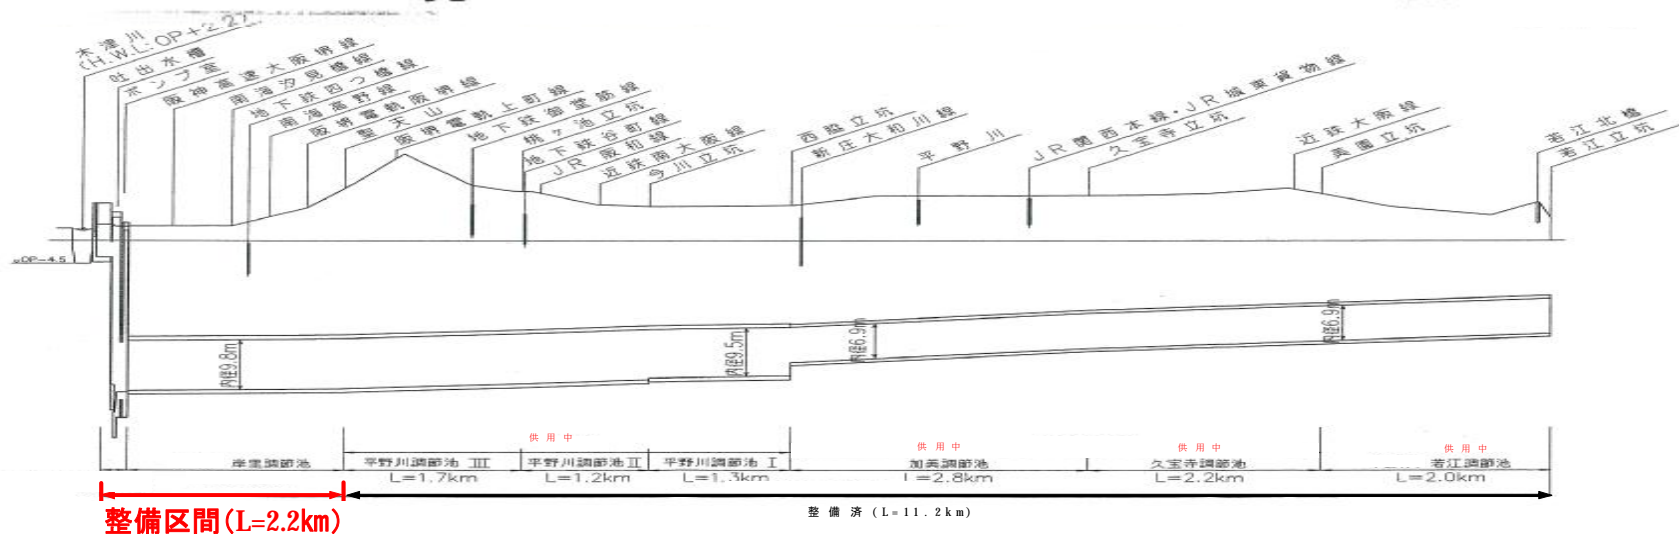 木津川
(H.W.L:OP+2.27
吐出水槽
ポンプ室
阪神高速大阪堺線
南海汐見橋線
地下鉄四つ橋線
南海高野線
阪堺電軌阪堺線
聖天山
阪堺電軌上町線
地下鉄御堂筋線
桃ヶ池立坑
地下鉄谷町線
JR阪和線
近鉄南大阪線
今川立坑
西脇立坑
新庄大和川線
平野川
JR関西本線・JR城東貨物線
久宝寺立坑
近鉄大阪線
美園立坑
若江北橋
若江立坑
OP-4.5
内径9.8m
内径9.5m
内径6.9m
内径6.9m
供用中
供用中
供用中
供用中
岸里調節池
平野川調節池 III
平野川調節池 II
平野川調節池 I
加美調節池
久宝寺調節池
若江調節池
L=1.7km
L=1.2km
L=1.3km
L=2.8km
L=2.2km
L=2.0km
整備区間(L=2.2km)
整備済(L=11.2km)